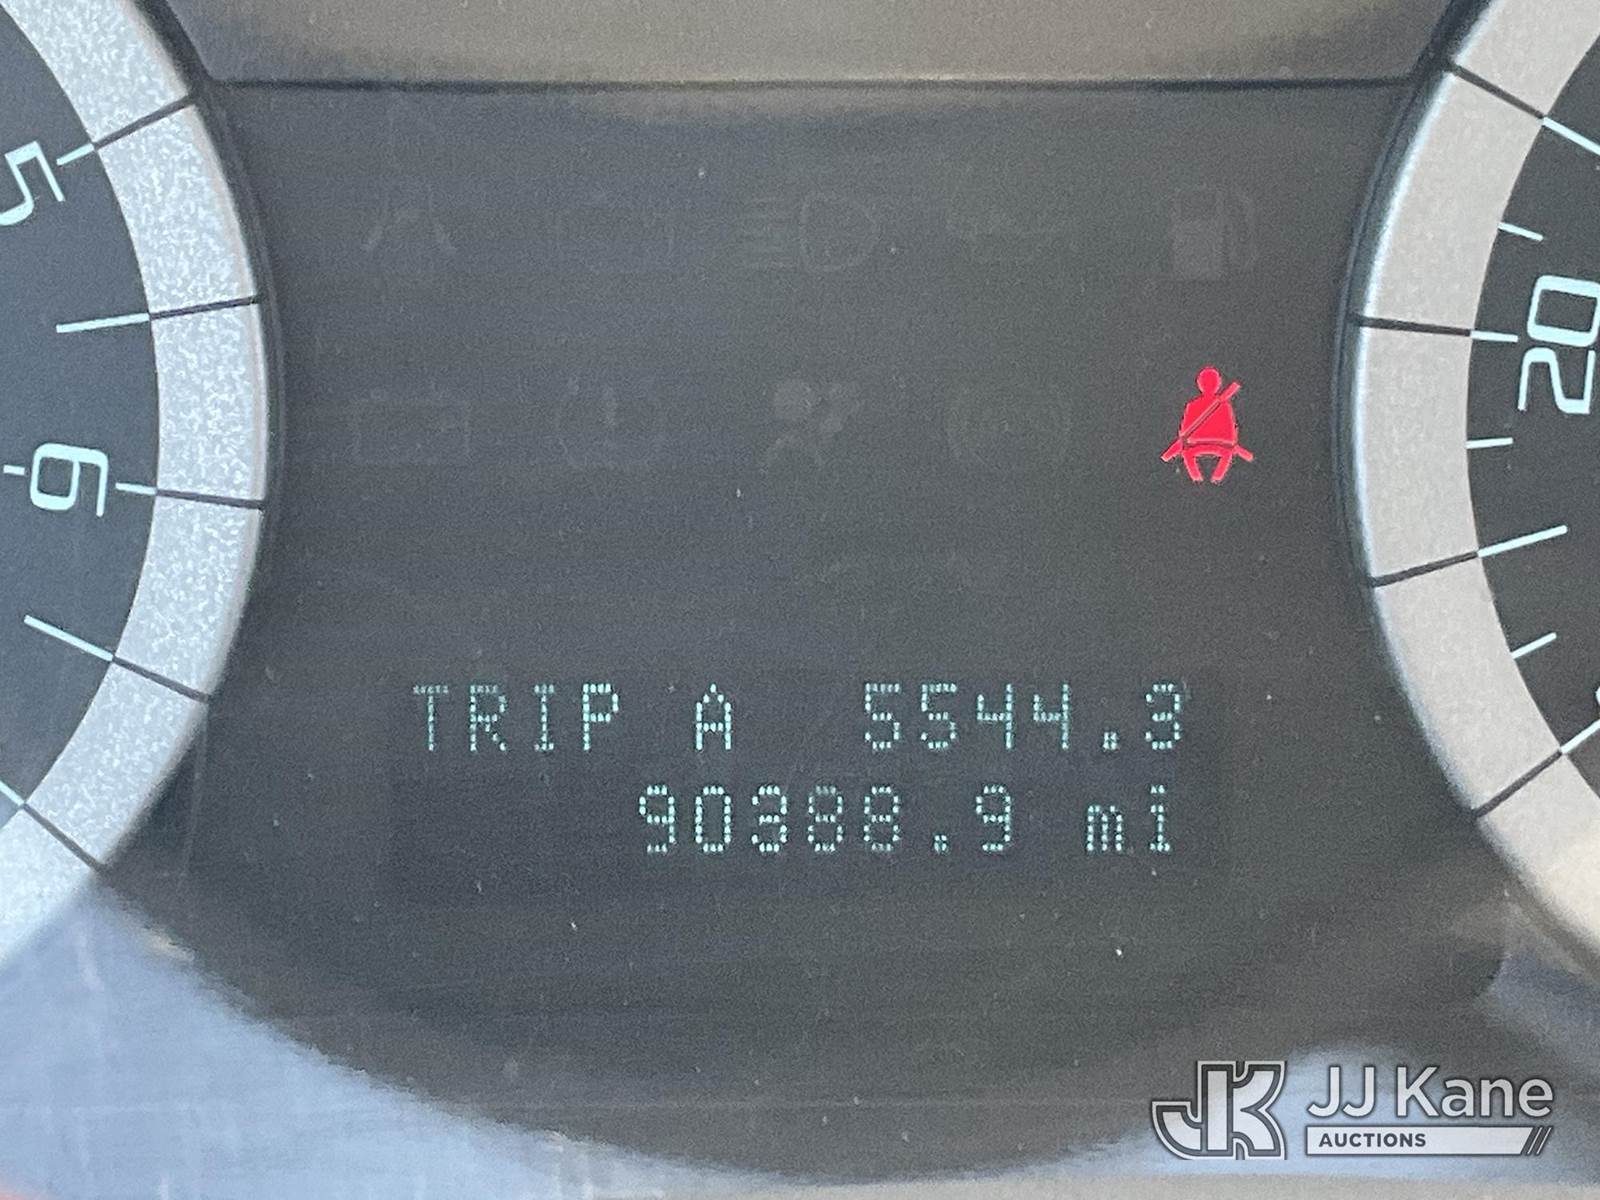 5
6
20
TRIP A 5544.3
90388.9 mi
JK JJ Kane
AUCTIONS